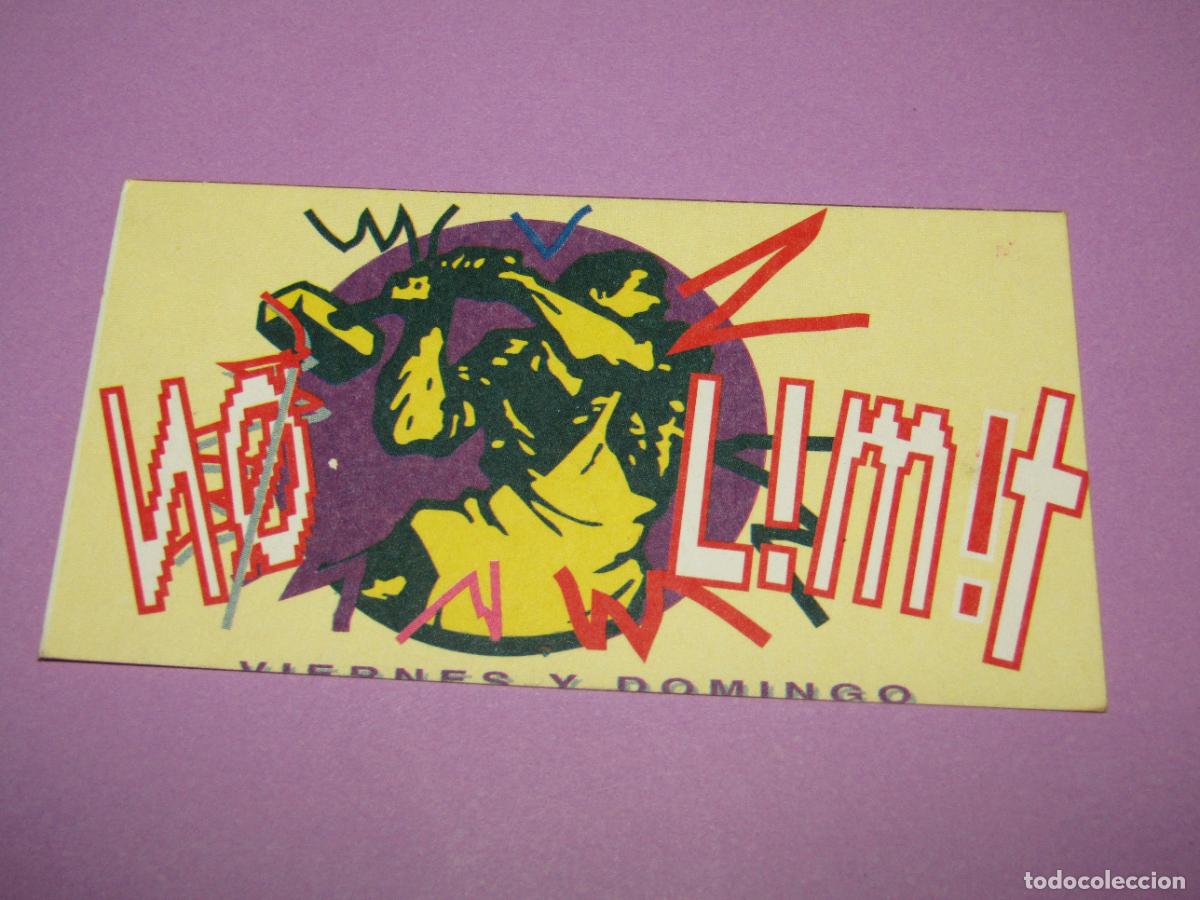 NO L!m!t
VIERNES Y DOMINGO
todocoleccion